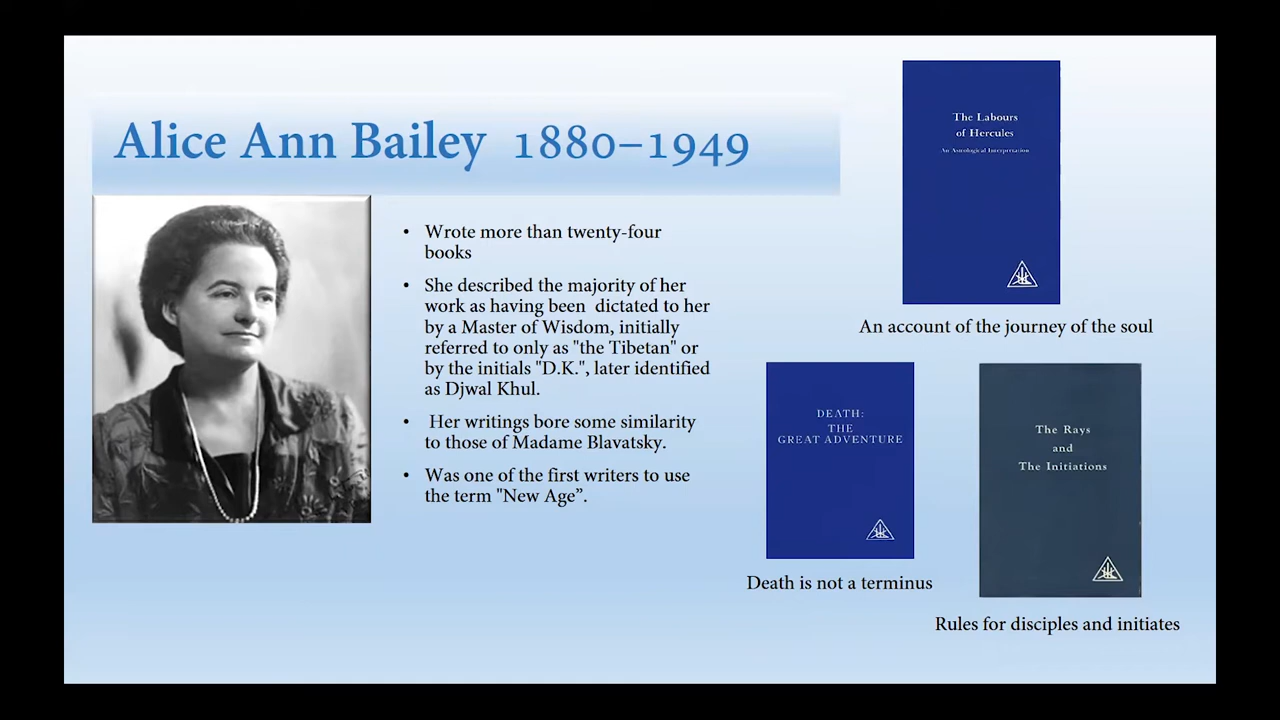 Alice Ann Bailey 1880–1949
• Wrote more than twenty-four
books
• She described the majority of her
work as having been dictated to her
by a Master of Wisdom, initially
referred to only as "the Tibetan" or
by the initials "D.K.", later identified
as Djwal Khul.
• Her writings bore some similarity
to those of Madame Blavatsky.
• Was one of the first writers to use
the term "New Age”.
The Labours
of Hercules
An Astrological Interpretation
An account of the journey of the soul
DEATH:
THE
GREAT ADVENTURE
Death is not a terminus
The Rays
and
The Initiations
Rules for disciples and initiates